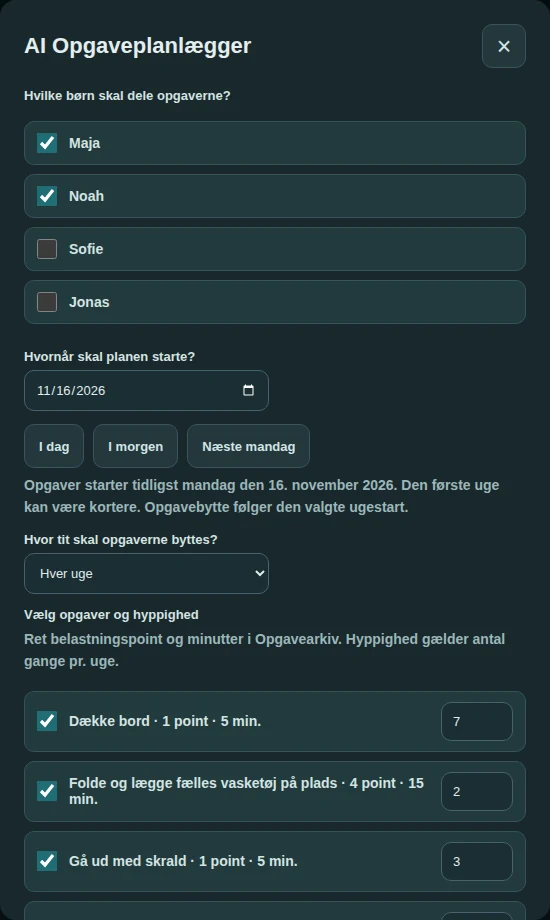 AI Opgaveplanlægger
×
Hvilke børn skal dele opgaverne?
Maja
Noah
Sofie
Jonas
Hvornår skal planen starte?
11/16/2026
I dag
I morgen
Næste mandag
Opgaver starter tidligst mandag den 16. november 2026. Den første uge
kan være kortere. Opgavebytte følger den valgte ugestart.
Hvor tit skal opgaverne byttes?
Hver uge
Vælg opgaver og hyppighed
Ret belastningspoint og minutter i Opgavearkiv. Hyppighed gælder antal
gange pr. uge.
Dække bord · 1 point · 5 min.
7
Folde og lægge fælles vasketøj på plads · 4 point · 15
min.
2
Gå ud med skrald · 1 point · 5 min.
3